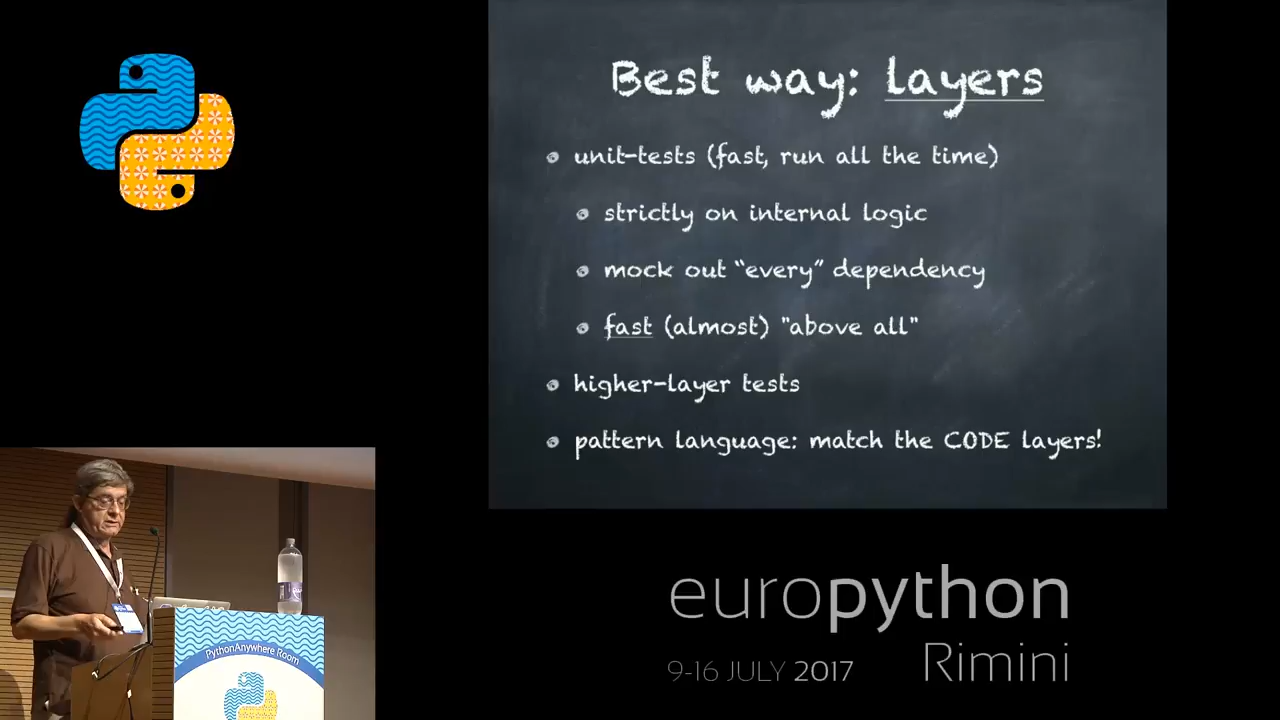 Best way: layers
unit-tests (fast, run all the time)
strictly on internal logic
mock out “every” dependency
fast (almost) "above all"
higher-layer tests
pattern language: match the CODE layers!
PythonAnywhere Room
europython
Rimini
9-16 JULY 2017